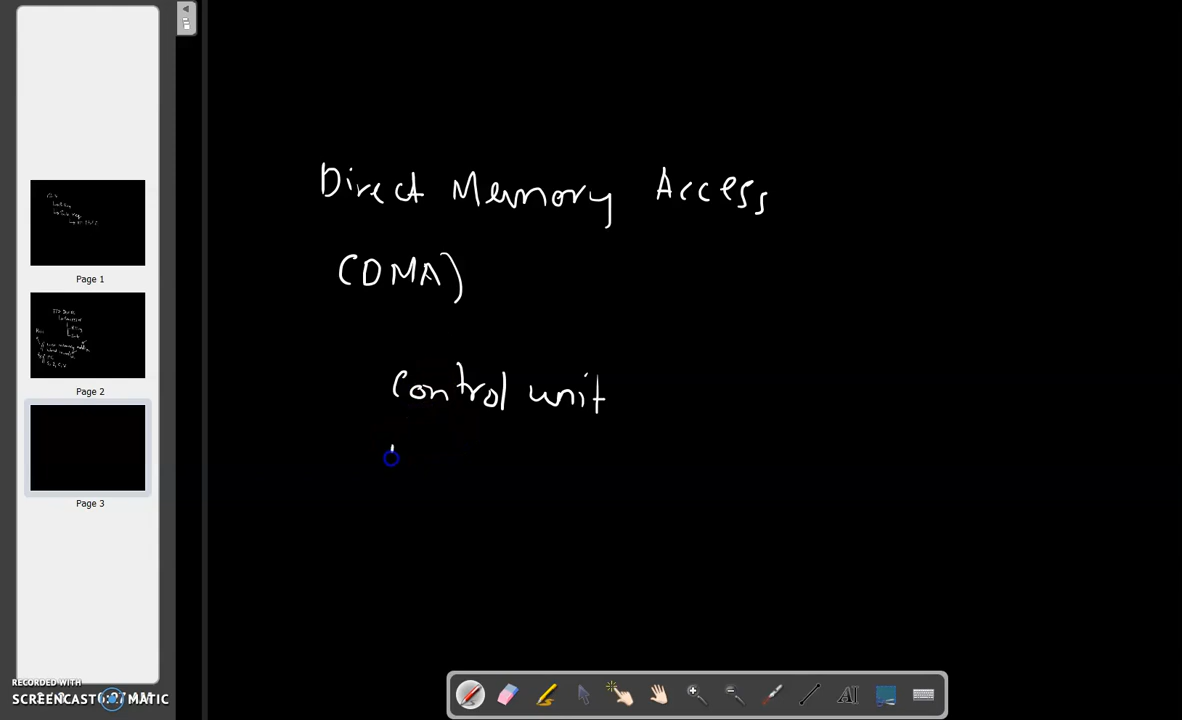 Page 1
Page 2
Page 3
Direct Memory Access
(DMA)
Control unit
RECORDED WITH
SCREENCAST MATIC